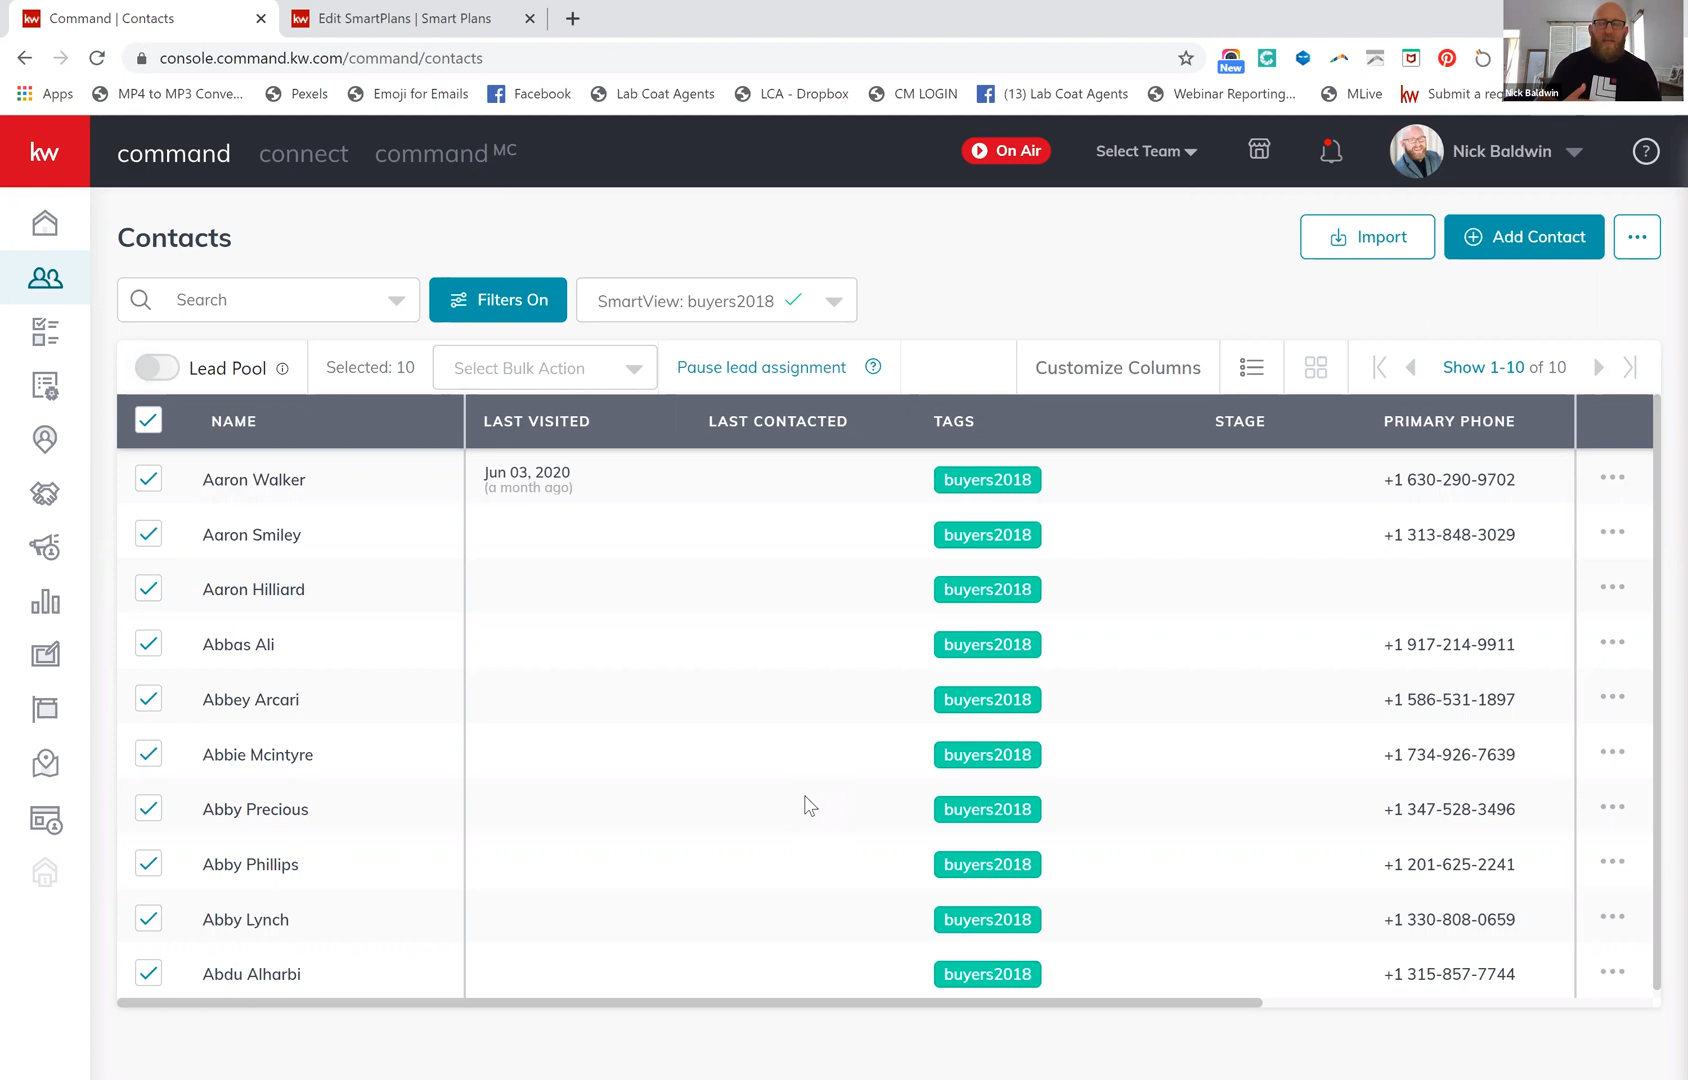 kw Command | Contacts
kw Edit SmartPlans | Smart Plans
console.command.kw.com/command/contacts
New
Apps MP4 to MP3 Conve... Pexels Emoji for Emails Facebook Lab Coat Agents LCA - Dropbox CM LOGIN (13) Lab Coat Agents Webinar Reporting... MLive kw Submit a req
Nick Baldwin
kw command connect command MC On Air Select Team Nick Baldwin ?
Contacts
Import Add Contact ...
Search Filters On SmartView: buyers2018
Lead Pool Selected: 10 Select Bulk Action Pause lead assignment ? Customize Columns Show 1-10 of 10
NAME LAST VISITED LAST CONTACTED TAGS STAGE PRIMARY PHONE
Aaron Walker Jun 03, 2020 buyers2018 +1 630-290-9702
(a month ago)
Aaron Smiley buyers2018 +1 313-848-3029
Aaron Hilliard buyers2018
Abbas Ali buyers2018 +1 917-214-9911
Abbey Arcari buyers2018 +1 586-531-1897
Abbie Mcintyre buyers2018 +1 734-926-7639
Abby Precious buyers2018 +1 347-528-3496
Abby Phillips buyers2018 +1 201-625-2241
Abby Lynch buyers2018 +1 330-808-0659
Abdu Alharbi buyers2018 +1 315-857-7744